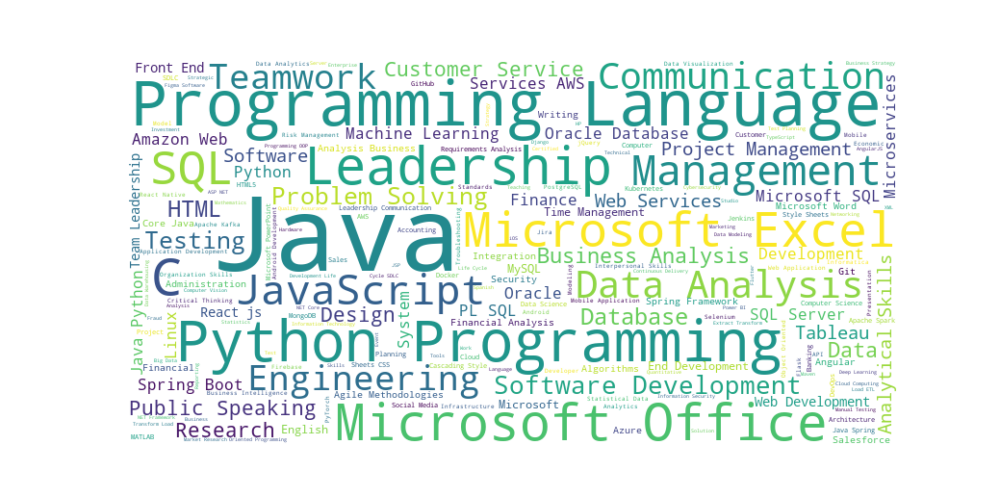 Front End
Teamwork
Data Analytics
Customer Service
GitHub
Services AWS
Communication
Data Visualization
Business Strategy
SDLC
Strategic
Figma Software
Programming Language
Microservices
Writing
Amazon Web
Risk Management
Machine Learning
Oracle Database
Customer
TypeScript
Mobile
SQL
Software
Programming OOP
Analysis Business
Requirements Analysis
Django
jQuery
Computer
Technical
Project Management
Economic
AngularJS
Python
Leadership
Management
Team Leadership
HTML5
ASP NET
Problem Solving
Standards
Teaching
PostgreSQL
Kubernetes
Finance
Web Services
Microsoft SQL
React Native
Mathematics
HTML
Leadership Communication
AWS
Time Management
Microsoft Word
Style Sheets
Networking
Core Java
Apache Kafka
Java
Hardware
Accounting
Microsoft Excel
Jira
Marketing
Data Modeling
Jenkins
Testing
Application Development
Microsoft PowerPoint
Android Development
Troubleshooting
Sales
JSP
Integration
Business Analysis
Development
Administration
Organization Skills
Computer Vision
Development Life
Cycle SDLC
Docker
Life Cycle
MySQL
Security
Interpersonal Skills
Continuous Delivery
Web Application
Git
C
JavaScript
Data Science
Android
Oracle
Modeling
Data Analysis
Mobile Application
Spring Framework
Power BI
Computer Science
Presentation
Critical Thinking
Fraud
Project
Linux
React js
Statistics
MongoDB
Design
System
PL SQL
Financial Analysis
Database
Selenium
Extract Transform
SQL Server
Apache Spark
Java Python
Python Programming
Tableau
Data
Analytical Skills
Planning
Work
Tools
Cloud
Flask
Banking
API
Angular
Big Data
Financial
Firebase
Skills
Sheets CSS
Cascading Style
Language
Developer
Algorithms
End Development
Deep Learning
Spring Boot
Engineering
Software Development
Cloud Computing
Load ETL
Analysis
Business Intelligence
Agile Methodologies
Statistical Data
Information Security
Web Development
Public Speaking
Social Media
Infrastructure
Microsoft
Analytics
Manual Testing
Architecture
NET Framework
Business
Transform Load
PyTorch
Microsoft Office
Research
English
Azure
Java Spring
Salesforce
MATLAB
Market Research
Oriented Programming